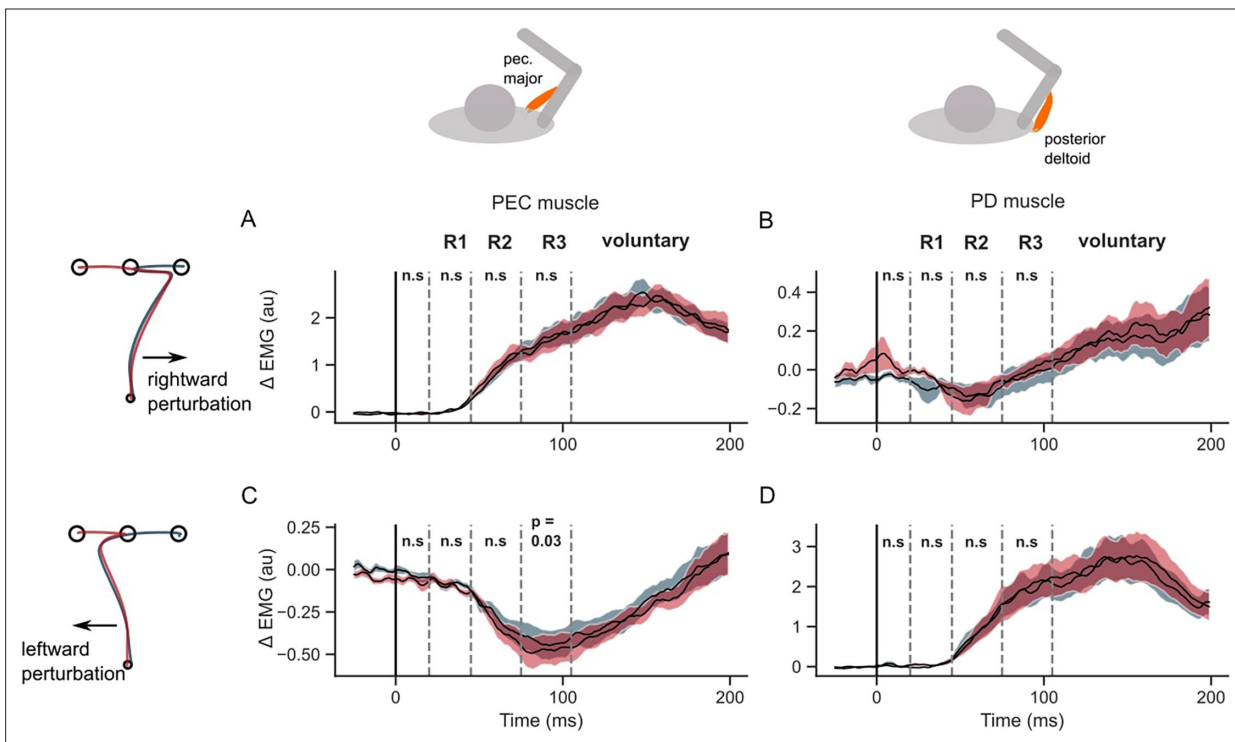 pec.
major
posterior
deltoid
A
PEC muscle
R1 R2 R3 voluntary
n.s n.s n.s n.s
Δ EMG (au)
2
1
0
0 100 200
B
PD muscle
R1 R2 R3 voluntary
n.s n.s n.s n.s
0.4
0.2
0.0
−0.2
0 100 200
rightward
perturbation
C
n.s n.s n.s p =
0.03
Δ EMG (au)
0.25
0.00
−0.25
−0.50
0 100 200
Time (ms)
D
n.s n.s n.s n.s
3
2
1
0
0 100 200
Time (ms)
leftward
perturbation